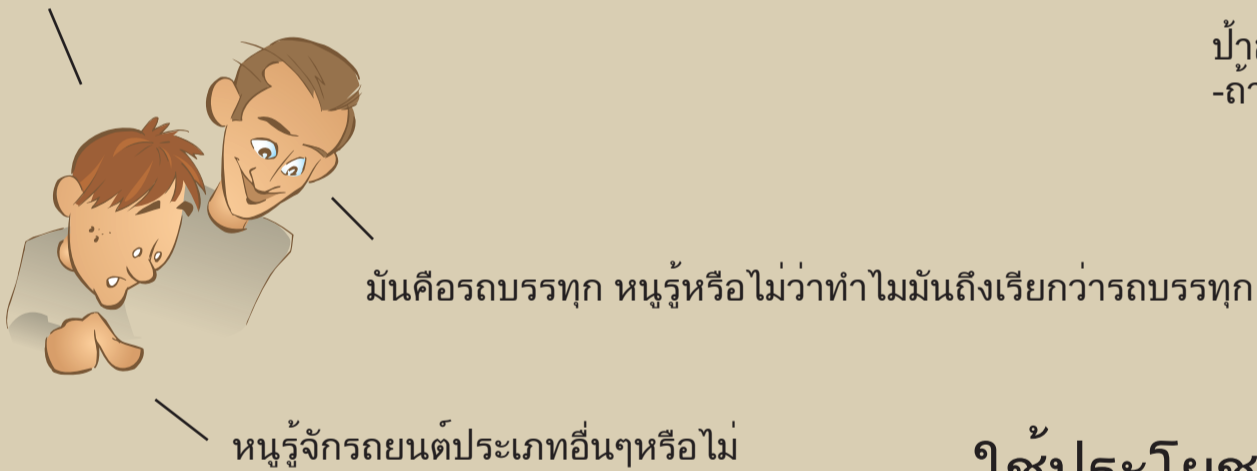 มันคือรถบรรทุก หนูรู้หรือไม่ว่าทำไมมันถึงเรียกว่ารถบรรทุก
หนูรู้จักรถยนต์ประเภทอื่นๆหรือไม่